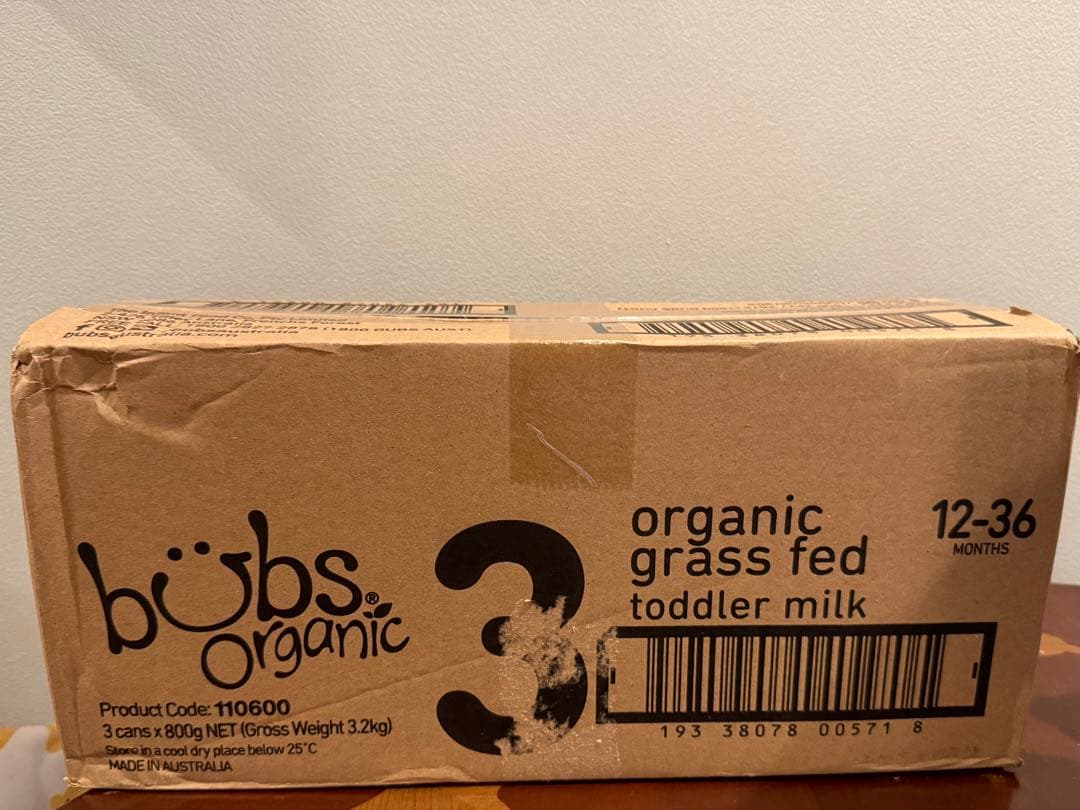 bubs®
organic
Product Code: 110600
3 cans x 800g NET (Gross Weight 3.2kg)
Store in a cool dry place below 25°C
MADE IN AUSTRALIA
3
organic
grass fed
toddler milk
12-36
MONTHS
193 38078 00571 8